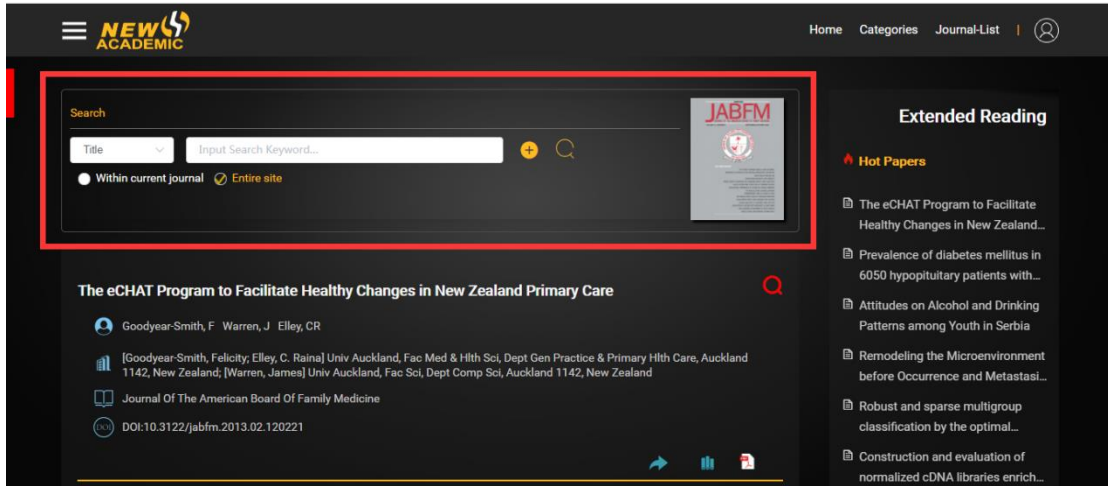 NEW
ACADEMIC
Home Categories Journal-List |
Search
Title Input Search Keyword... +
Within current journal Entire site
JABFM
The eCHAT Program to Facilitate Healthy Changes in New Zealand Primary Care
Goodyear-Smith, F Warren, J Elley, CR
[Goodyear-Smith, Felicity; Elley, C. Raina] Univ Auckland, Fac Med & Hlth Sci, Dept Gen Practice & Primary Hlth Care, Auckland
1142, New Zealand; [Warren, James] Univ Auckland, Fac Sci, Dept Comp Sci, Auckland 1142, New Zealand
Journal Of The American Board Of Family Medicine
DOI
DOI:10.3122/jabfm.2013.02.120221
Extended Reading
Hot Papers
The eCHAT Program to Facilitate
Healthy Changes in New Zealand...
Prevalence of diabetes mellitus in
6050 hypopituitary patients with...
Attitudes on Alcohol and Drinking
Patterns among Youth in Serbia
Remodeling the Microenvironment
before Occurrence and Metastasi...
Robust and sparse multigroup
classification by the optimal...
Construction and evaluation of
normalized cDNA libraries enrich...